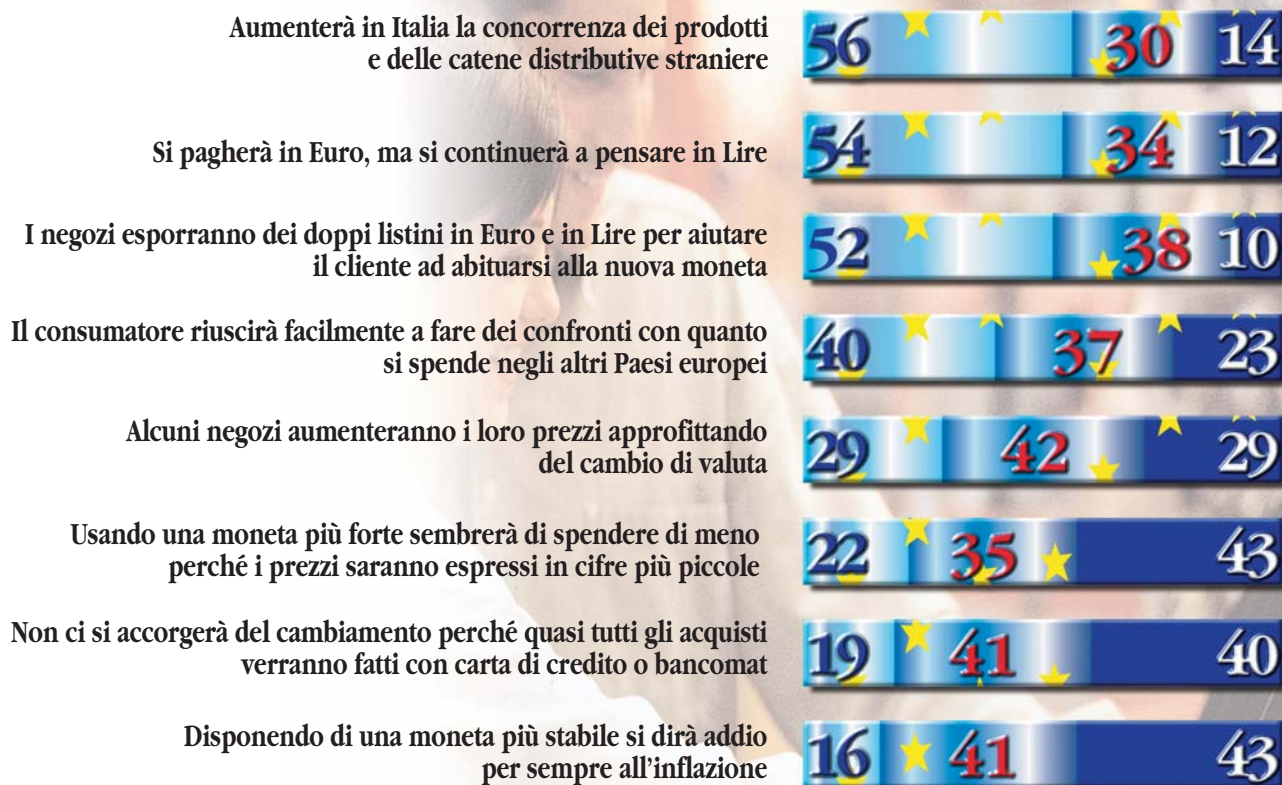 Aumenterà in Italia la concorrenza dei prodotti
e delle catene distributive straniere
56 30 14
Si pagherà in Euro, ma si continuerà a pensare in Lire
54 34 12
I negozi esporranno dei doppi listini in Euro e in Lire per aiutare
il cliente ad abituarsi alla nuova moneta
52 38 10
Il consumatore riuscirà facilmente a fare dei confronti con quanto
si spende negli altri Paesi europei
40 37 23
Alcuni negozi aumenteranno i loro prezzi approfittando
del cambio di valuta
29 42 29
Usando una moneta più forte sembrerà di spendere di meno
perché i prezzi saranno espressi in cifre più piccole
22 35 43
Non ci si accorgerà del cambiamento perché quasi tutti gli acquisti
verranno fatti con carta di credito o bancomat
19 41 40
Disponendo di una moneta più stabile si dirà addio
per sempre all'inflazione
16 41 43